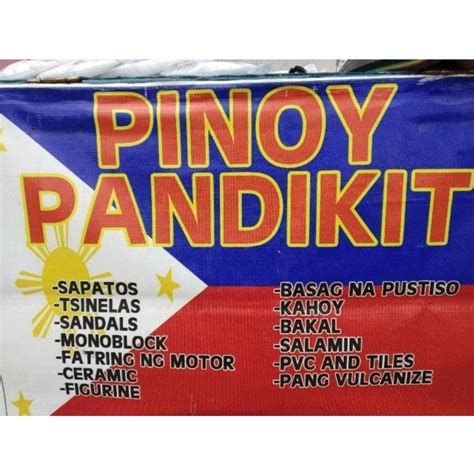 PINOY
PANDIKIT
-SAPATOS
-TSINELAS
-SANDALS
-MONOBLOCK
-FATRING NG MOTOR
-CERAMIC
-FIGURINE
-BASAG NA PUSTISO
-KAHOY
-BAKAL
-SALAMIN
-PVC AND TILES
-PANG VULCANIZE